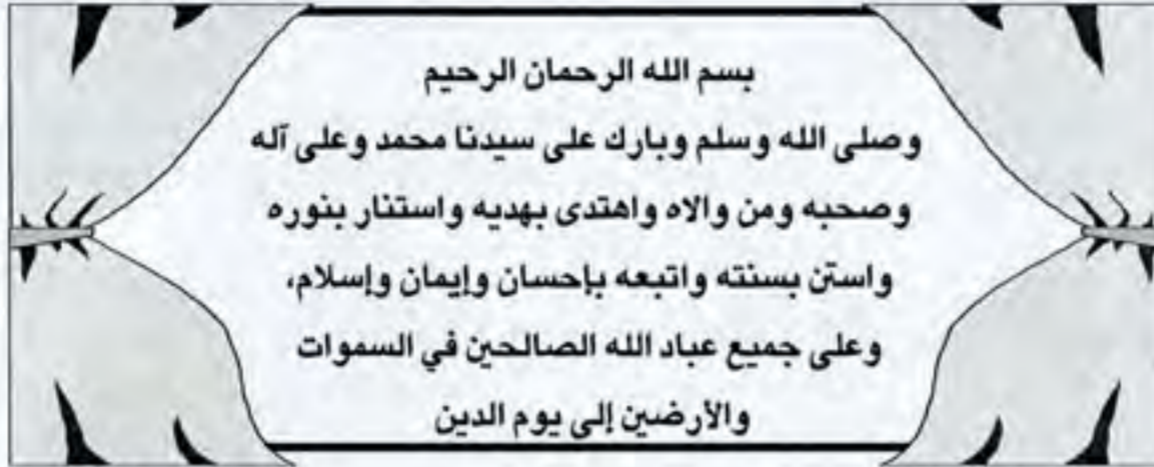 بسم الله الرحمان الرحيم
وصلى الله وسلم وبارك على سيدنا محمد وعلى آله
وصحبه ومن والاه واهتدى بهديه واستنار بنوره
واستن بسنته واتبعه بإحسان وإيمان وإسلام،
وعلى جميع عباد الله الصالحين في السموات
والأرضين إلى يوم الدين